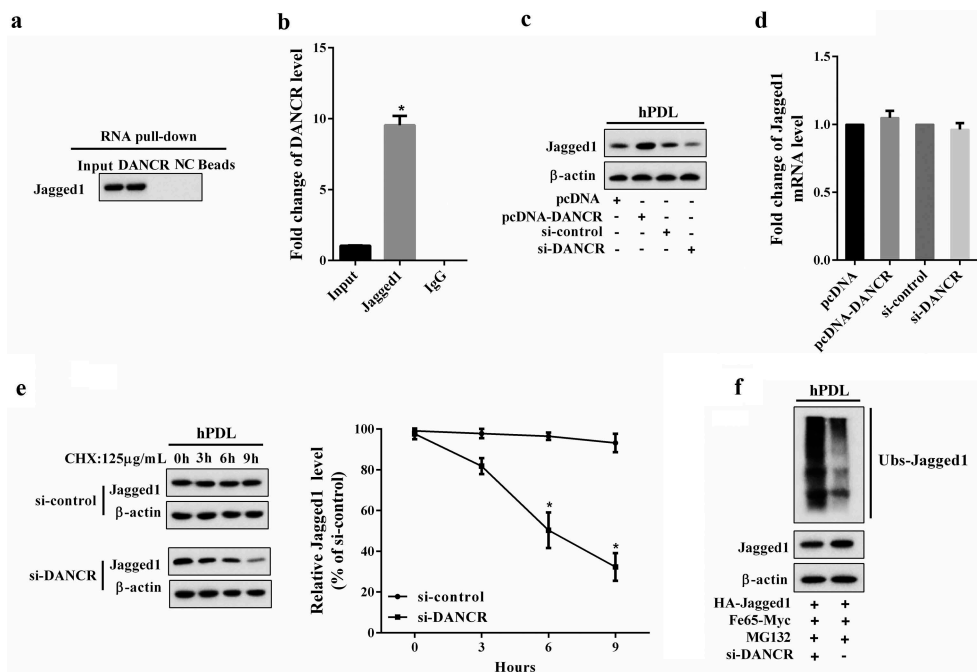 a
RNA pull-down
Input DANCR NC Beads
Jagged1
b
Fold change of DANCR level
15
10
5
0
*
Input
Jagged1
IgG
c
hPDL
Jagged1
β-actin
pcDNA + - - -
pcDNA-DANCR - + - -
si-control - - + -
si-DANCR - - - +
d
Fold change of Jagged1
mRNA level
1.5
1.0
0.5
0.0
pcDNA
pcDNA-DANCR
si-control
si-DANCR
e
hPDL
CHX:125μg/mL 0h 3h 6h 9h
si-control
Jagged1
β-actin
si-DANCR
Jagged1
β-actin
Relative Jagged1 level
(% of si-control)
100
80
60
40
20
0
*
*
si-control
si-DANCR
0 3 6 9
Hours
f
hPDL
Ubs-Jagged1
Jagged1
β-actin
HA-Jagged1 + +
Fe65-Myc + +
MG132 + +
si-DANCR + -